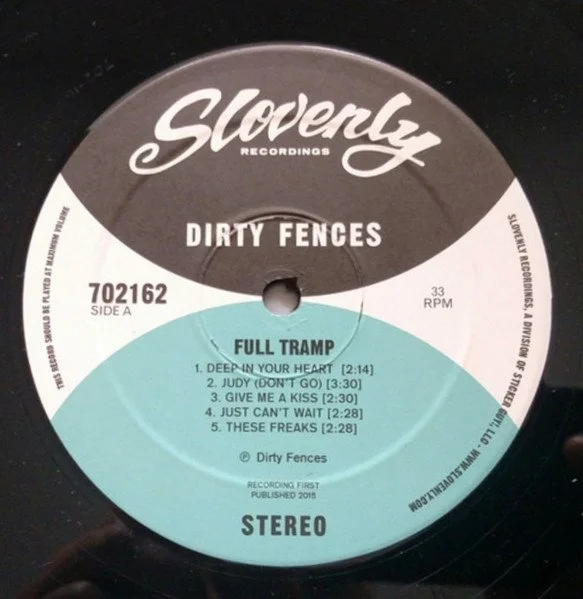 Slovenly
RECORDINGS
DIRTY FENCES
702162
SIDE A
33
RPM
FULL TRAMP
1. DEEP IN YOUR HEART [2:14]
2. JUDY (DON'T GO) [3:30]
3. GIVE ME A KISS [2:30]
4. JUST CAN'T WAIT [2:28]
5. THESE FREAKS [2:28]
℗ Dirty Fences
RECORDING FIRST
PUBLISHED 2015
STEREO
THIS RECORD SHOULD BE PLAYED AT MAXIMUM VOLUME
SLOVENLY RECORDINGS, A DIVISION OF STICKER GUY!, LLC - WWW.SLOVENLY.COM